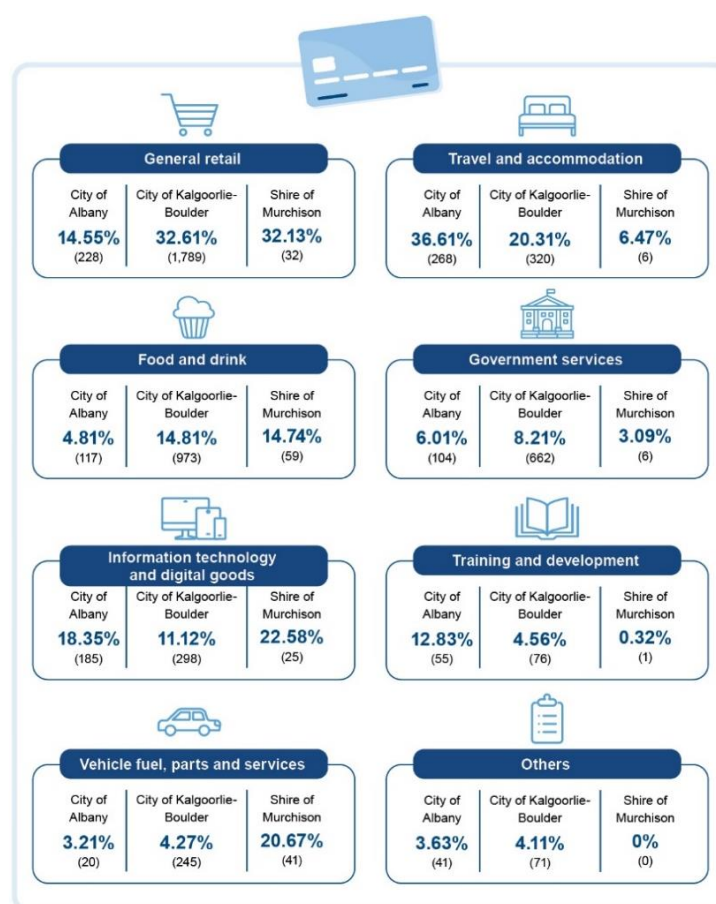 General retail
City of Albany
City of Kalgoorlie-Boulder
Shire of Murchison
14.55%
32.61%
32.13%
(228)
(1,789)
(32)
Travel and accommodation
City of Albany
City of Kalgoorlie-Boulder
Shire of Murchison
36.61%
20.31%
6.47%
(268)
(320)
(6)
Food and drink
City of Albany
City of Kalgoorlie-Boulder
Shire of Murchison
4.81%
14.81%
14.74%
(117)
(973)
(59)
Government services
City of Albany
City of Kalgoorlie-Boulder
Shire of Murchison
6.01%
8.21%
3.09%
(104)
(662)
(6)
Information technology
and digital goods
City of Albany
City of Kalgoorlie-Boulder
Shire of Murchison
18.35%
11.12%
22.58%
(185)
(298)
(25)
Training and development
City of Albany
City of Kalgoorlie-Boulder
Shire of Murchison
12.83%
4.56%
0.32%
(55)
(76)
(1)
Vehicle fuel, parts and services
City of Albany
City of Kalgoorlie-Boulder
Shire of Murchison
3.21%
4.27%
20.67%
(20)
(245)
(41)
Others
City of Albany
City of Kalgoorlie-Boulder
Shire of Murchison
3.63%
4.11%
0%
(41)
(71)
(0)